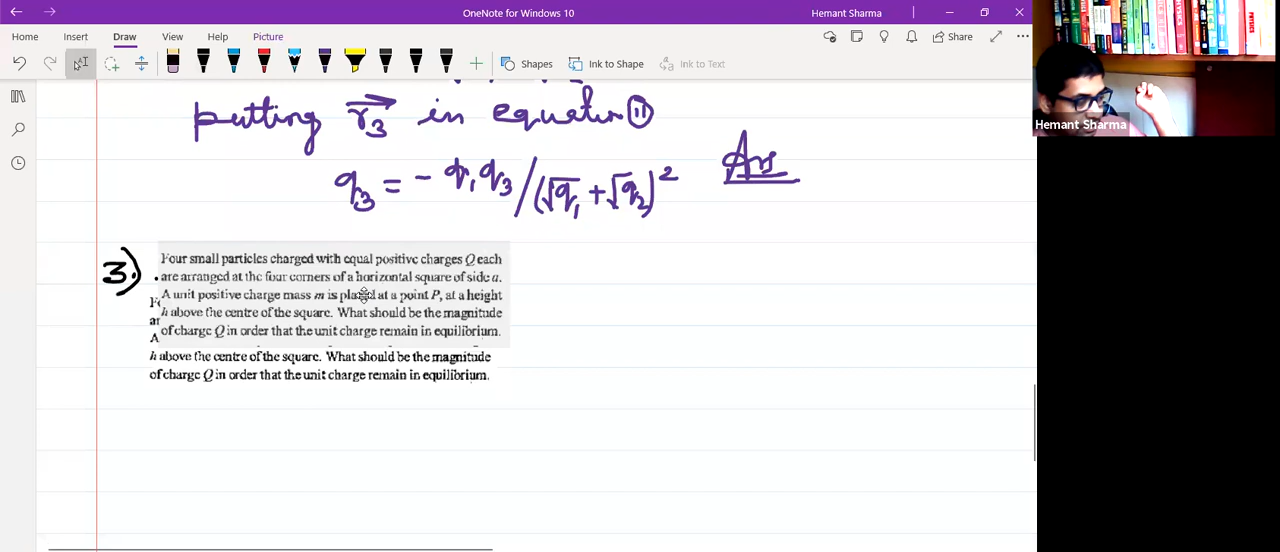 OneNote for Windows 10
Hemant Sharma
Home Insert Draw View Help Picture
Share
Shapes Ink to Shape Ink to Text
putting r₃ in equation (11)
q₃ = - q₁q₃/(√q₁ + √q₂)² Ans
3.)
Four small particles charged with equal positive charges Q each
are arranged at the four corners of a horizontal square of side a.
A unit positive charge mass m is placed at a point P, at a height
h above the centre of the square. What should be the magnitude
of charge Q in order that the unit charge remain in equilibrium.
h above the centre of the square. What should be the magnitude
of charge Q in order that the unit charge remain in equilibrium.
Hemant Sharma